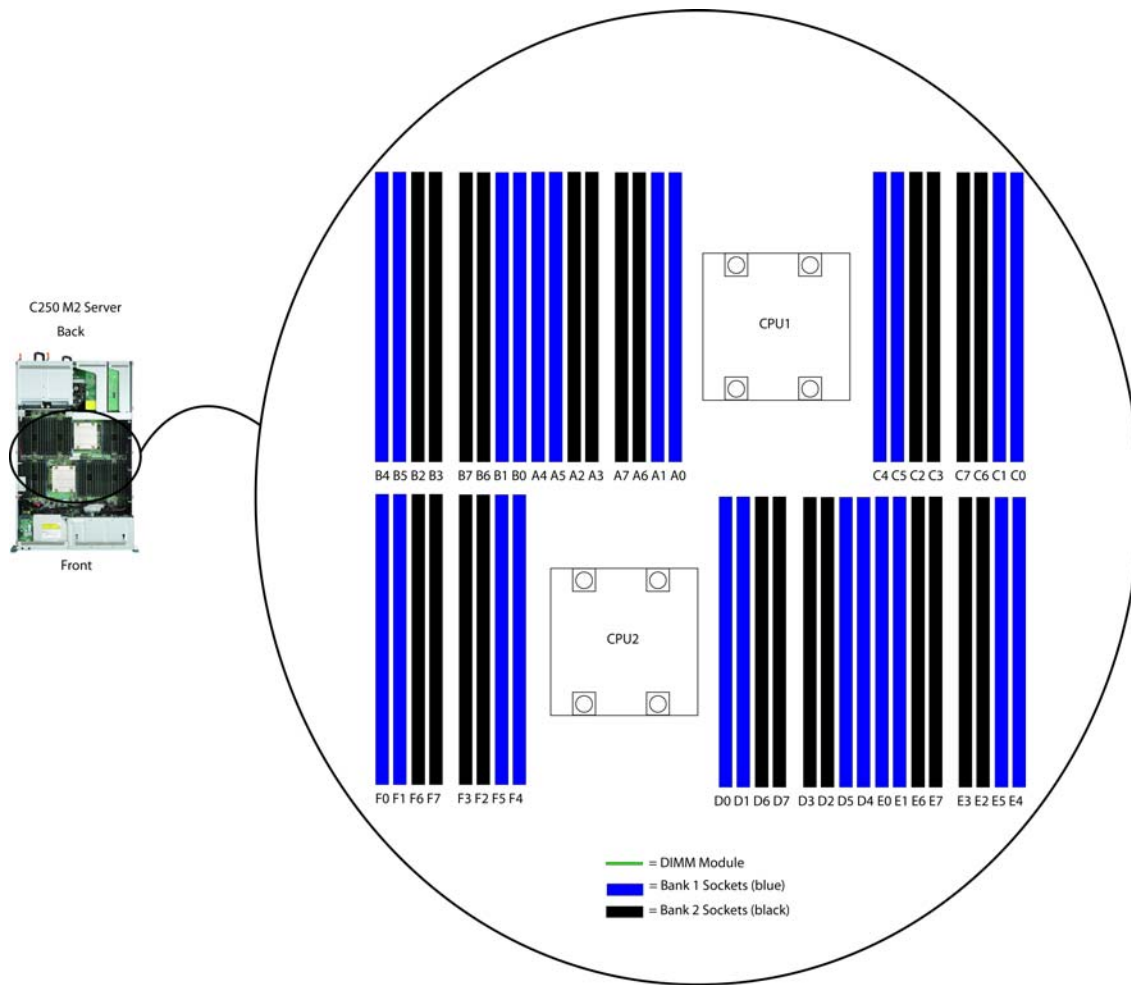 C250 M2 Server
Back
Front
CPU1
B4 B5 B2 B3 B7 B6 B1 B0 A4 A5 A2 A3 A7 A6 A1 A0 C4 C5 C2 C3 C7 C6 C1 C0
CPU2
F0 F1 F6 F7 F3 F2 F5 F4 D0 D1 D6 D7 D3 D2 D5 D4 E0 E1 E6 E7 E3 E2 E5 E4
= DIMM Module
= Bank 1 Sockets (blue)
= Bank 2 Sockets (black)